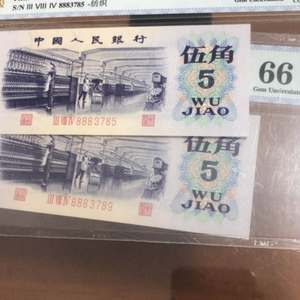 S/N III VIII IV 8883785 -纺织
中国人民银行
伍角
5
WU
JIAO
III VIII IV 8883785
66
Gem Uncirculated
伍角
5
WU
JIAO
III VIII IV 8883789